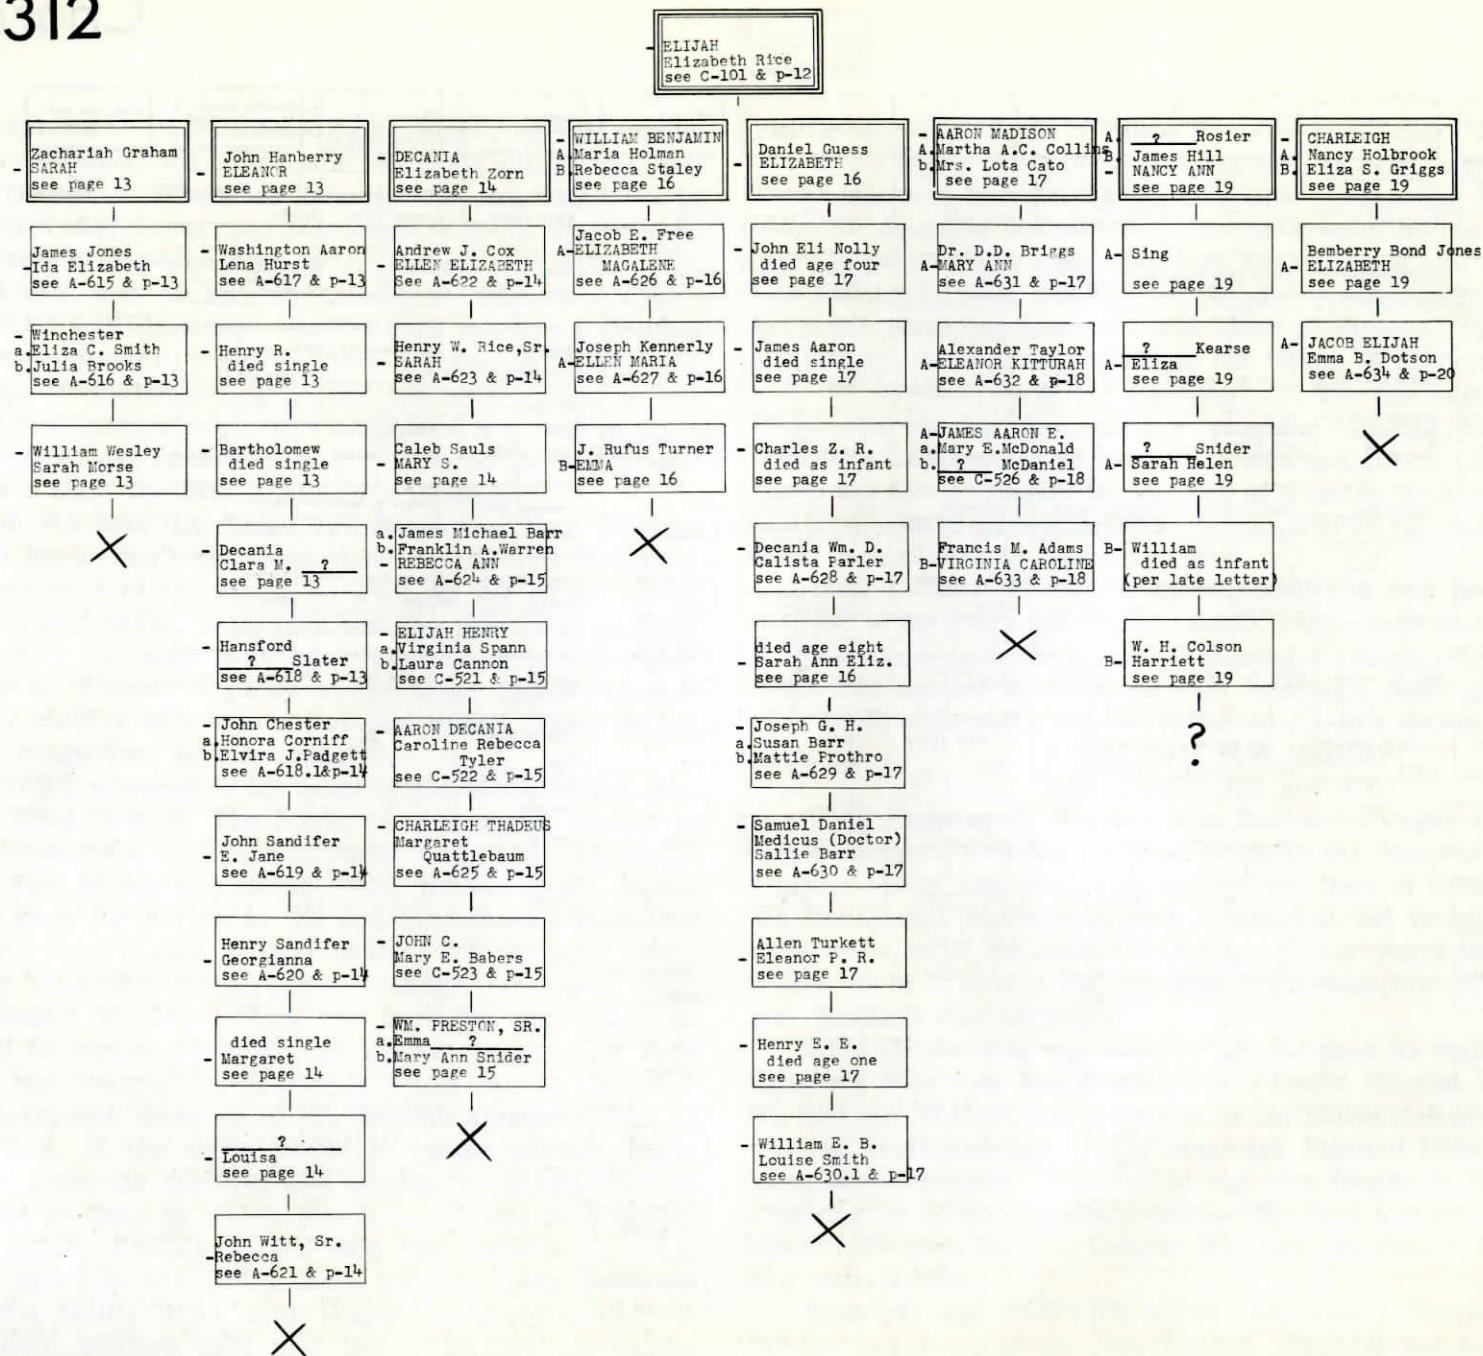 312
- ELIJAH
Elizabeth Rice
see C-101 & p-12
Zachariah Graham
- SARAH
see page 13
James Jones
- Ida Elizabeth
see A-615 & p-13
- Winchester
a. Eliza C. Smith
b. Julia Brooks
see A-616 & p-13
- William Wesley
Sarah Morse
see page 13
John Hanberry
- ELEANOR
see page 13
- Washington Aaron
Lena Hurst
see A-617 & p-13
- Henry R.
died single
see page 13
- Bartholomew
died single
see page 13
- Decania
Clara M. ?
see page 13
- Hansford
? Slater
see A-618 & p-13
- John Chester
a. Honora Corniff
b. Elvira J.Padgett
see A-618.1&p-14
John Sandifer
- E. Jane
see A-619 & p-14
Henry Sandifer
- Georgianna
see A-620 & p-14
died single
- Margaret
see page 14
?
- Louisa
see page 14
John Witt, Sr.
- Rebecca
see A-621 & p-14
- DECANIA
Elizabeth Zorn
see page 14
Andrew J. Cox
- ELLEN ELIZABETH
see A-622 & p-14
Henry W. Rice,Sr.
- SARAH
see A-623 & p-14
Caleb Sauls
- MARY S.
see page 14
a. James Michael Barr
b. Franklin A.Warren
- REBECCA ANN
see A-624 & p-15
- ELIJAH HENRY
a. Virginia Spann
b. Laura Cannon
see C-521 & p-15
- AARON DECANIA
Caroline Rebecca
Tyler
see C-522 & p-15
- CHARLEIGH THADEUS
Margaret
Quattlebaum
see A-625 & p-15
- JOHN C.
Mary E. Babers
see C-523 & p-15
- WM. PRESTON, SR.
a. Emma ?
b. Mary Ann Snider
see page 15
- WILLIAM BENJAMIN
A. Maria Holman
B. Rebecca Staley
see page 16
Jacob E. Free
A- ELIZABETH
MAGALENE
see A-626 & p-16
Joseph Kennerly
A- ELLEN MARIA
see A-627 & p-16
J. Rufus Turner
B- EMMA
see page 16
Daniel Guess
- ELIZABETH
see page 16
- John Eli Nolly
died age four
see page 17
- James Aaron
died single
see page 17
- Charles Z. R.
died as infant
see page 17
- Decania Wm. D.
Calista Parler
see A-628 & p-17
died age eight
- Sarah Ann Eliz.
see page 16
- Joseph G. H.
a. Susan Barr
b. Mattie Prothro
see A-629 & p-17
- Samuel Daniel
Medicus (Doctor)
Sallie Barr
see A-630 & p-17
Allen Turkett
- Eleanor P. R.
see page 17
- Henry E. E.
died age one
see page 17
- William E. B.
Louise Smith
see A-630.1 & p-17
- AARON MADISON
A. Martha A.C. Collins
b. Mrs. Lota Cato
see page 17
Dr. D.D. Briggs
A- MARY ANN
see A-631 & p-17
Alexander Taylor
A- ELEANOR KITTURAH
see A-632 & p-18
A- JAMES AARON E.
a. Mary E.McDonald
b. ? McDaniel
see C-526 & p-18
Francis M. Adams
B- VIRGINIA CAROLINE
see A-633 & p-18
A. ? Rosier
B. James Hill
- NANCY ANN
see page 19
A- Sing
see page 19
? Kearse
A- Eliza
see page 19
? Snider
A- Sarah Helen
see page 19
B- William
died as infant
(per late letter)
W. H. Colson
B- Harriett
see page 19
?
- CHARLEIGH
A. Nancy Holbrook
B. Eliza S. Griggs
see page 19
Bemberry Bond Jones
A- ELIZABETH
see page 19
A- JACOB ELIJAH
Emma B. Dotson
see A-634 & p-20